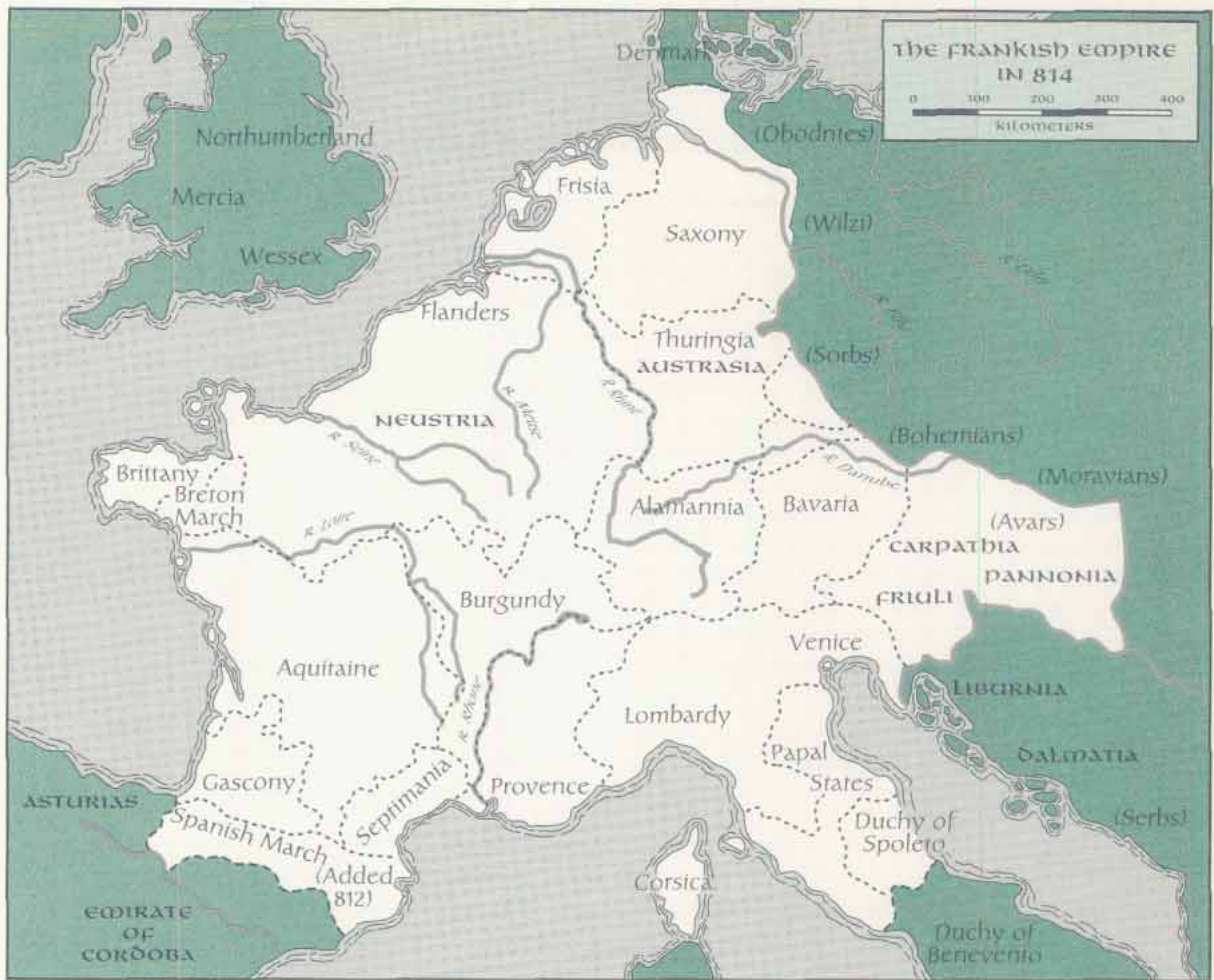 THE FRANKISH EMPIRE
IN 814
0 100 200 300 400
KILOMETERS
Denmark
(Obodrites)
Northumberland
Mercia
Wessex
Frisia
Saxony
(Wilzi)
Flanders
Thuringia
AUSTRASIA
(Sorbs)
R. Meuse
R. Rhine
NEUSTRIA
R. Seine
(Bohemians)
R. Danube
(Moravians)
Brittany
Breton
March
Alamannia
Bavaria
(Avars)
R. Loire
CARPATHIA
PANNONIA
FRIULI
Burgundy
Venice
Aquitaine
LIBURNIA
Lombardy
R. Rhone
Papal
States
DALMATIA
Gascony
Septimania
Provence
ASTURIAS
Spanish March
(Added
812)
Duchy of
Spoleto
(Serbs)
Corsica
EMIRATE
OF
CORDOBA
Duchy of
Benevento